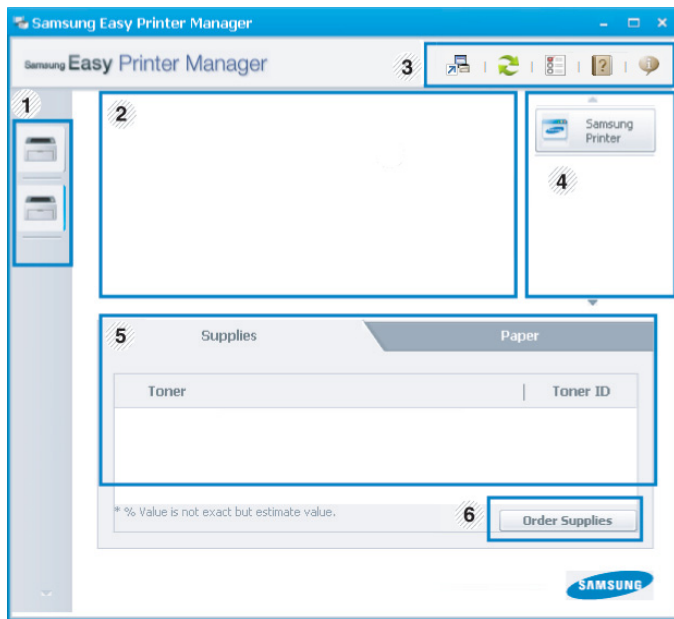 Samsung Easy Printer Manager
Samsung Easy Printer Manager
3
1
2
Samsung
Printer
4
5
Supplies
Paper
Toner
Toner ID
* % Value is not exact but estimate value.
6
Order Supplies
SAMSUNG